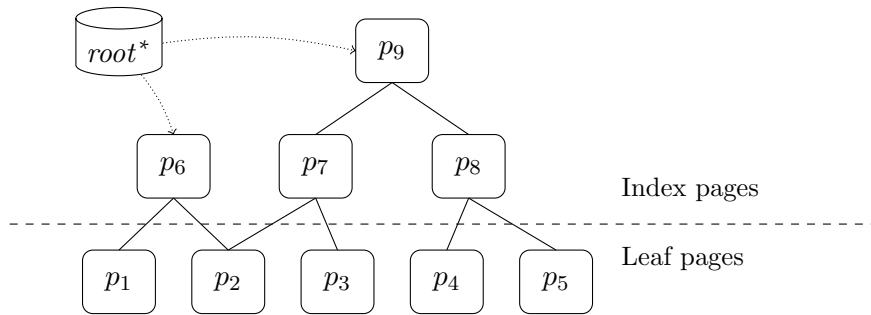 root*
p9
p6
p7
p8
Index pages
Leaf pages
p1
p2
p3
p4
p5